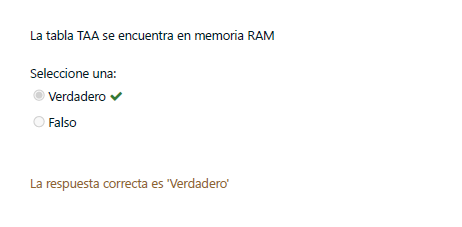 La tabla TAA se encuentra en memoria RAM
Seleccione una:
Verdadero
Falso
La respuesta correcta es 'Verdadero'